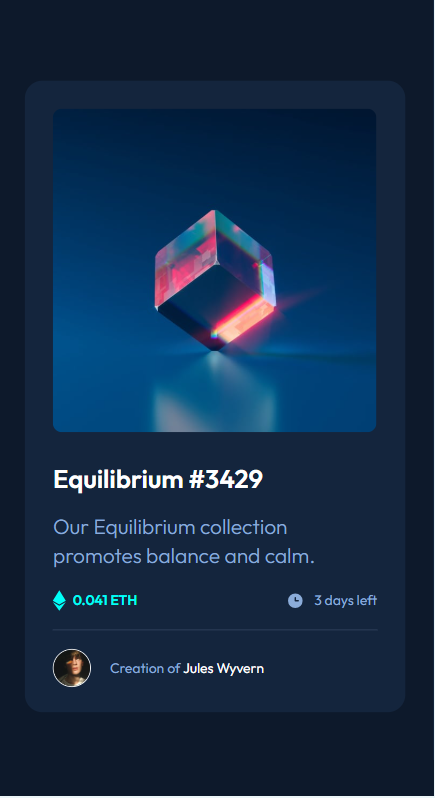 Equilibrium #3429
Our Equilibrium collection
promotes balance and calm.
0.041 ETH
3 days left
Creation of Jules Wyvern